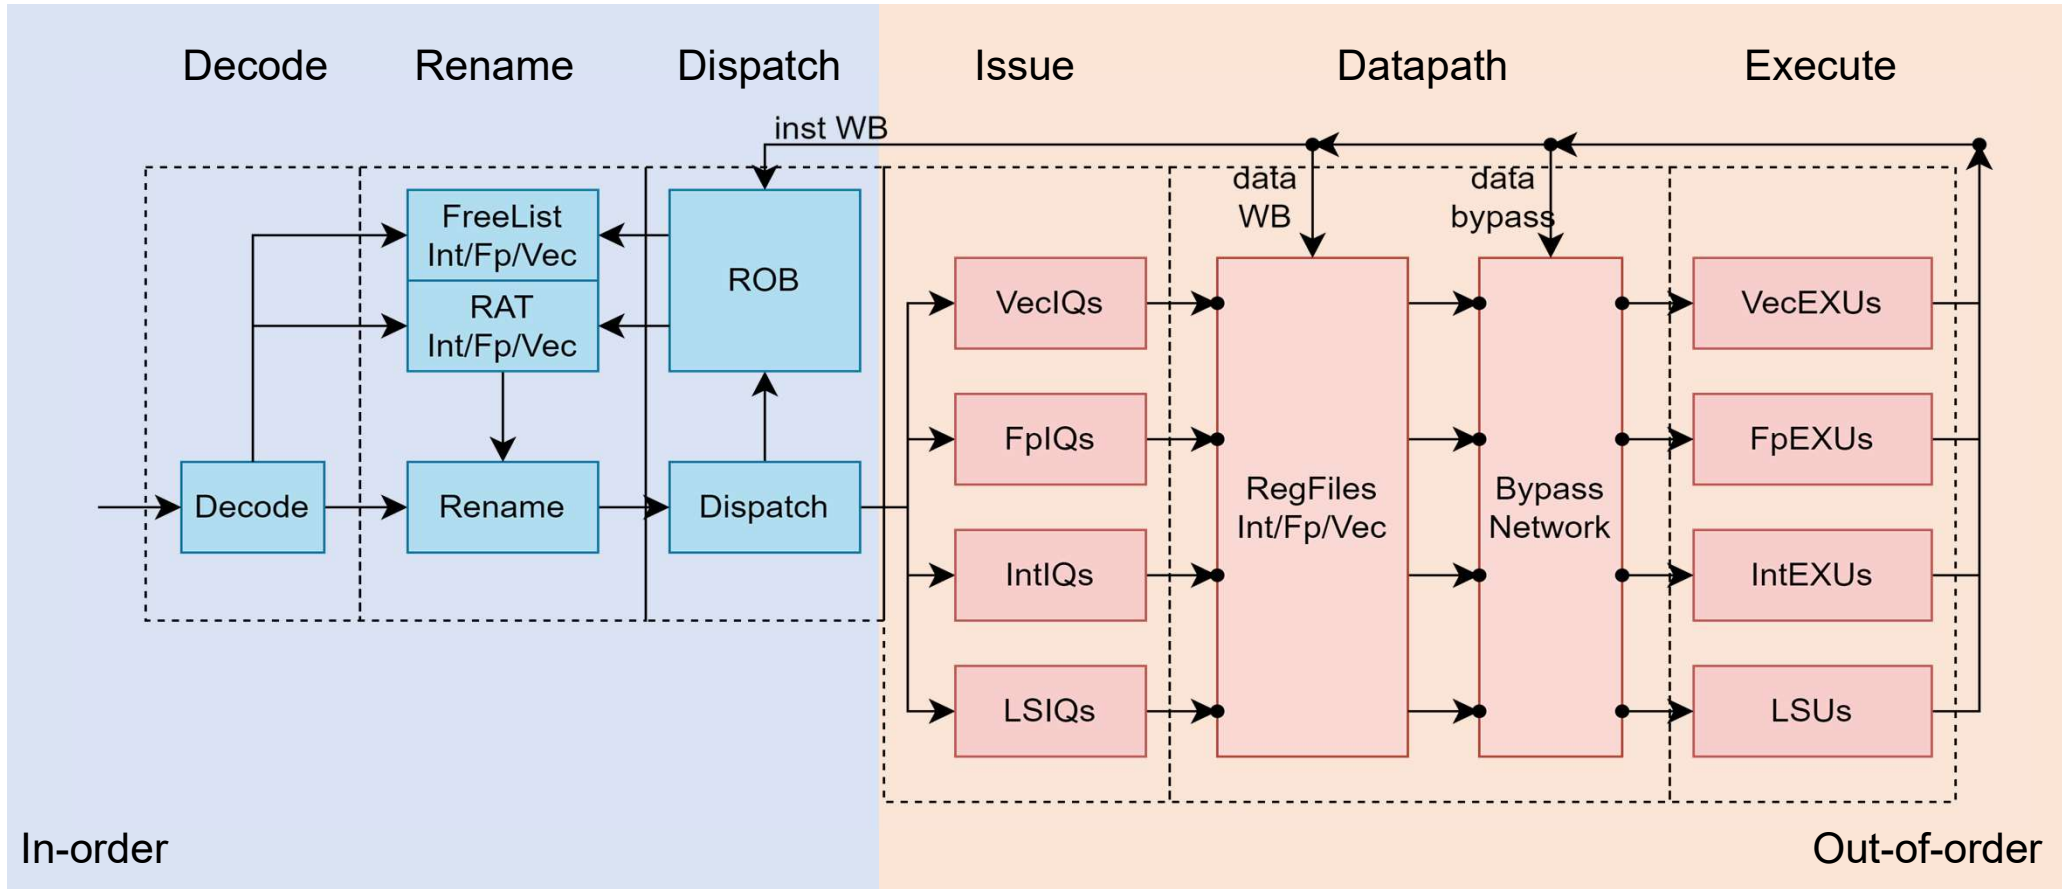 Decode
Rename
Dispatch
Issue
Datapath
Execute
inst WB
data
WB
data
bypass
FreeList
Int/Fp/Vec
RAT
Int/Fp/Vec
ROB
Decode
Rename
Dispatch
VecIQs
FpIQs
IntIQs
LSIQs
RegFiles
Int/Fp/Vec
Bypass
Network
VecEXUs
FpEXUs
IntEXUs
LSUs
In-order
Out-of-order